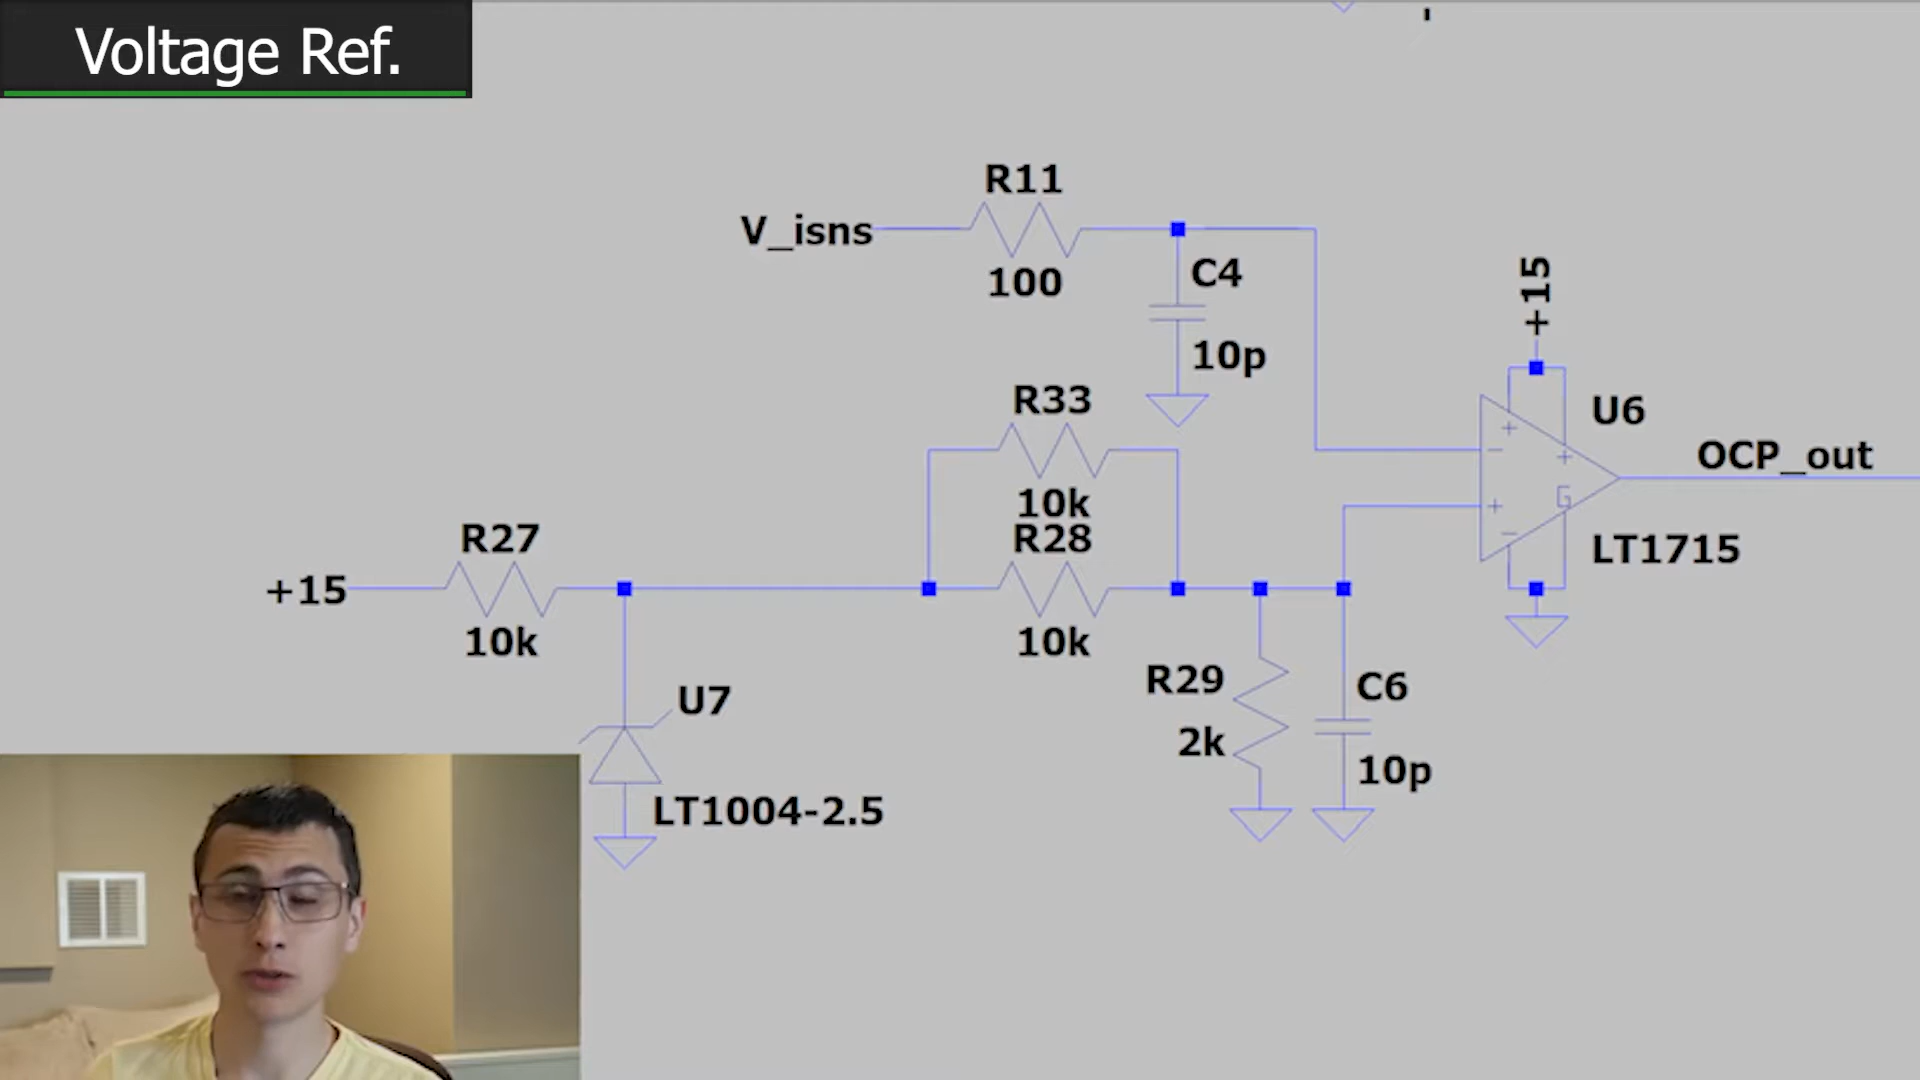 Voltage Ref.
R11
V_isns
100
C4
10p
+15
R33
10k
U6
OCP_out
LT1715
R27
R28
+15
10k
10k
R29
2k
C6
10p
U7
LT1004-2.5
+
−
+
−
+
G